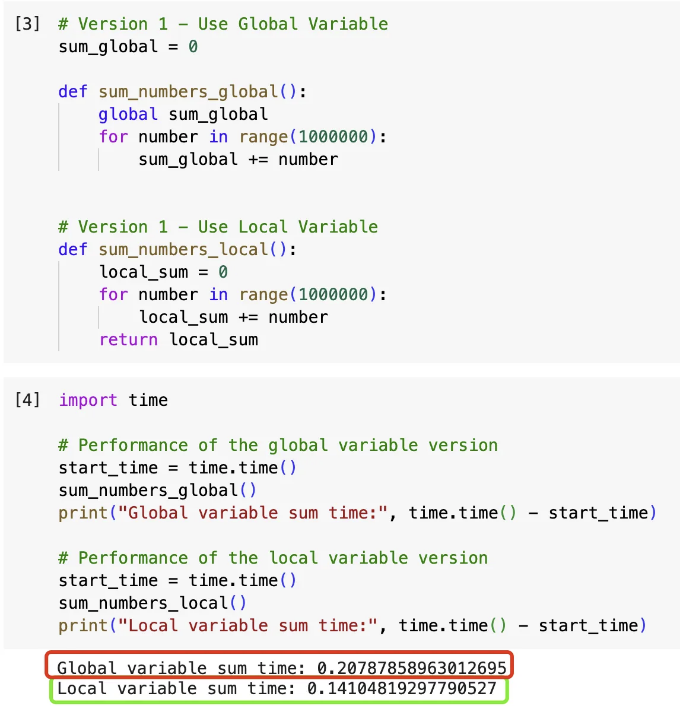 [3] # Version 1 – Use Global Variable
sum_global = 0
def sum_numbers_global():
global sum_global
for number in range(1000000):
sum_global += number
# Version 1 – Use Local Variable
def sum_numbers_local():
local_sum = 0
for number in range(1000000):
local_sum += number
return local_sum
[4] import time
# Performance of the global variable version
start_time = time.time()
sum_numbers_global()
print("Global variable sum time:", time.time() – start_time)
# Performance of the local variable version
start_time = time.time()
sum_numbers_local()
print("Local variable sum time:", time.time() – start_time)
Global variable sum time: 0.20787858963012695
Local variable sum time: 0.14104819297790527